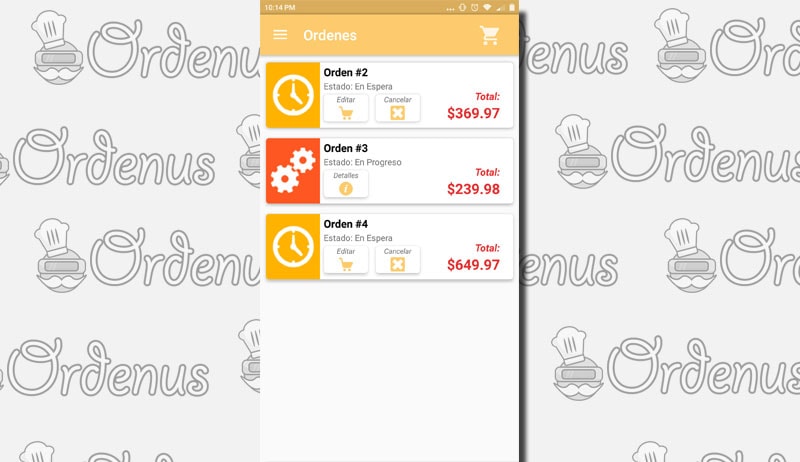 10:14 PM
Ordenes
Orden #2
Estado: En Espera
Editar
Cancelar
Total:
$369.97
Orden #3
Estado: En Progreso
Detalles
Total:
$239.98
Orden #4
Estado: En Espera
Editar
Cancelar
Total:
$649.97
Ordenus
Ordenus
Ordenus
Ordenus
Ordenus
Ordenus
Ordenus